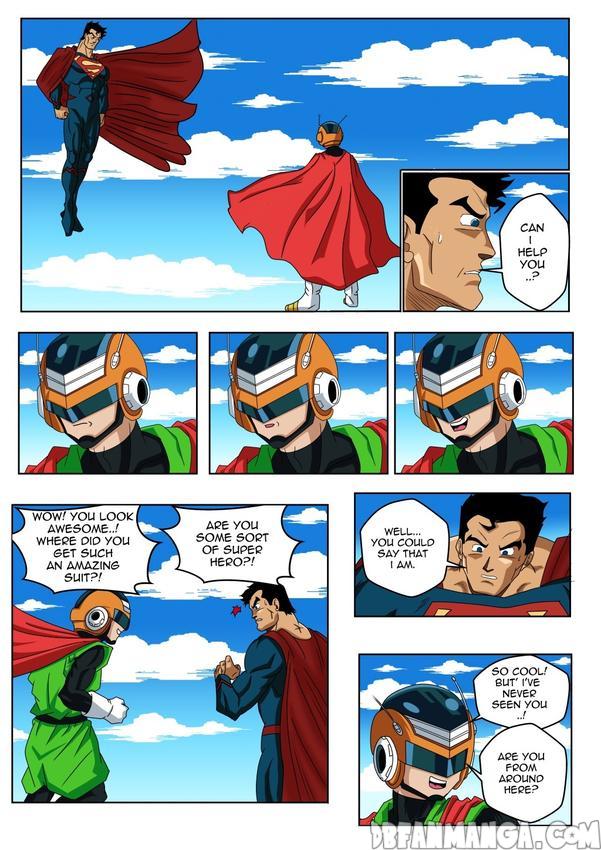 CAN
I
HELP
YOU
..?
WOW! YOU LOOK
AWESOME..!
WHERE DID YOU
GET SUCH
AN AMAZING
SUIT?!
ARE YOU
SOME SORT
OF SUPER
HERO?!
WELL...
YOU COULD
SAY THAT
I AM.
SO COOL!
BUT' I'VE
NEVER
SEEN YOU
..!
ARE YOU
FROM
AROUND
HERE?
DBFANMANGA.COM